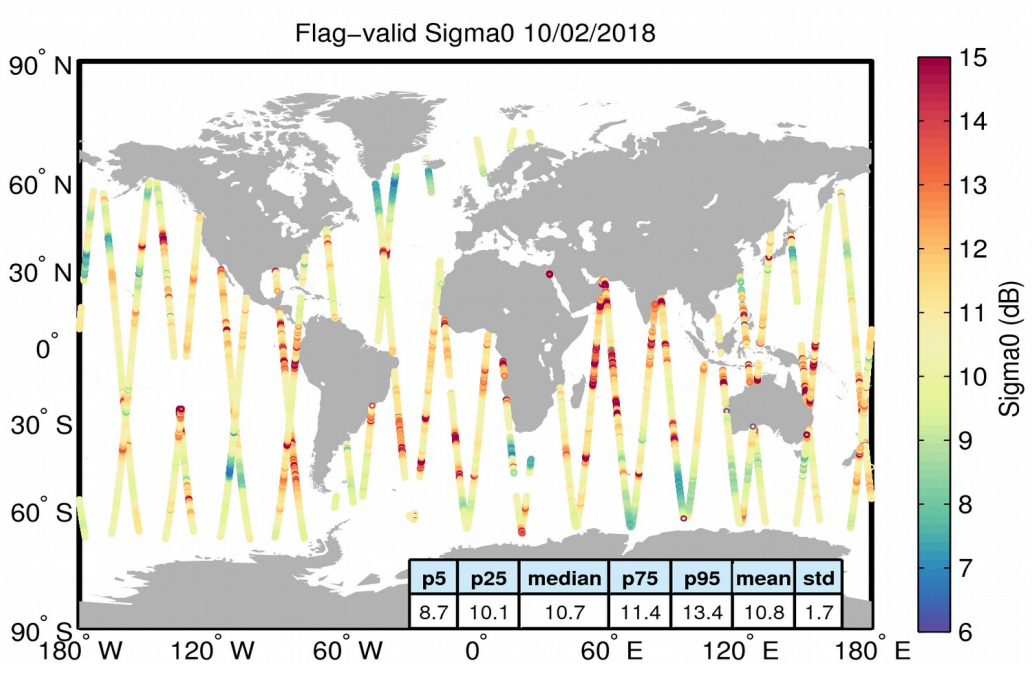 Flag−valid Sigma0 10/02/2018
90° N
60° N
30° N
0°
30° S
60° S
90° S
180° W
120° W
60° W
0°
60° E
120° E
180° E
15
14
13
12
11
10
9
8
7
6
Sigma0 (dB)
p5 p25 median p75 p95 mean std
8.7 10.1 10.7 11.4 13.4 10.8 1.7